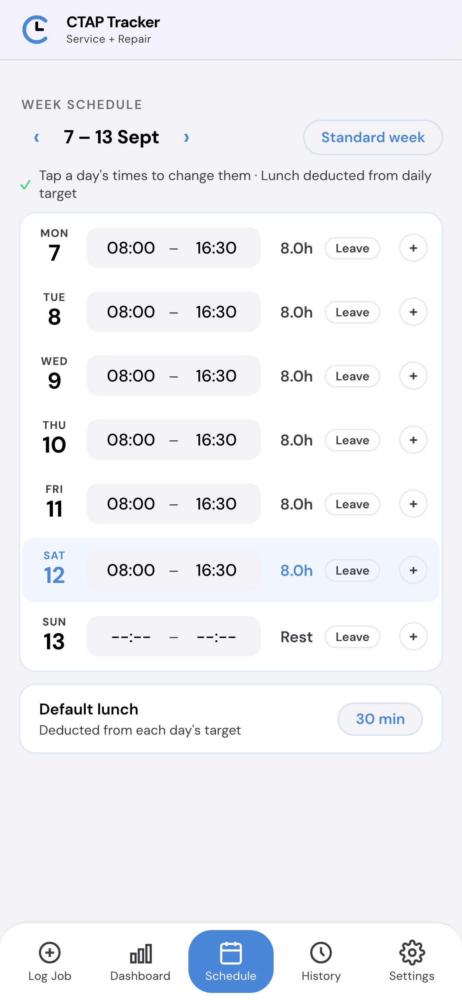 CTAP Tracker
Service + Repair
WEEK SCHEDULE
‹ 7 – 13 Sept ›
Standard week
Tap a day's times to change them · Lunch deducted from daily
target
MON
7
08:00 – 16:30
8.0h
Leave
+
TUE
8
08:00 – 16:30
8.0h
Leave
+
WED
9
08:00 – 16:30
8.0h
Leave
+
THU
10
08:00 – 16:30
8.0h
Leave
+
FRI
11
08:00 – 16:30
8.0h
Leave
+
SAT
12
08:00 – 16:30
8.0h
Leave
+
SUN
13
--:-- – --:--
Rest
Leave
+
Default lunch
Deducted from each day's target
30 min
Log Job
Dashboard
Schedule
History
Settings